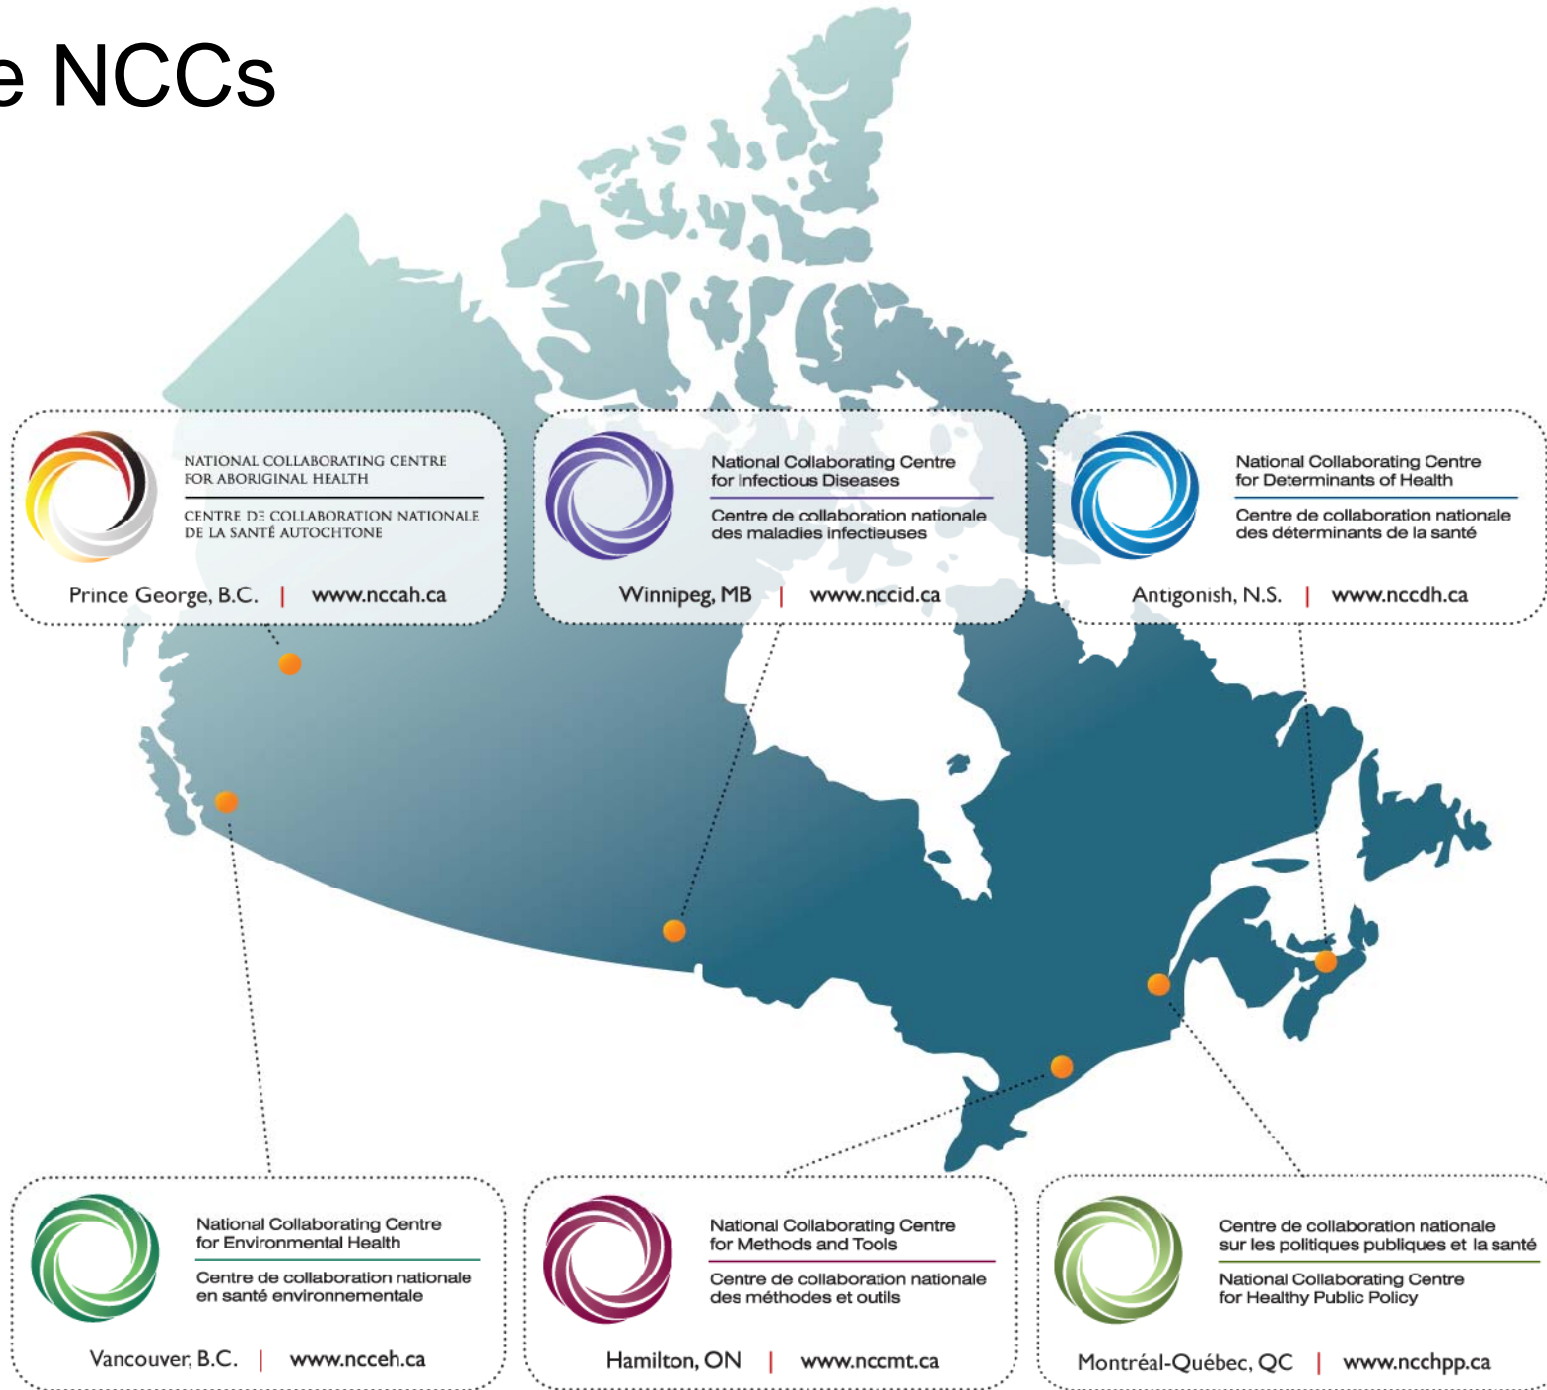 e NCCs
NATIONAL COLLABORATING CENTRE
FOR ABORIGINAL HEALTH
CENTRE DE COLLABORATION NATIONALE
DE LA SANTÉ AUTOCHTONE
Prince George, B.C. | www.nccah.ca
National Collaborating Centre
for Infectious Diseases
Centre de collaboration nationale
des maladies infectieuses
Winnipeg, MB | www.nccid.ca
National Collaborating Centre
for Determinants of Health
Centre de collaboration nationale
des déterminants de la santé
Antigonish, N.S. | www.nccdh.ca
National Collaborating Centre
for Environmental Health
Centre de collaboration nationale
en santé environnementale
Vancouver, B.C. | www.ncceh.ca
National Collaborating Centre
for Methods and Tools
Centre de collaboration nationale
des méthodes et outils
Hamilton, ON | www.nccmt.ca
Centre de collaboration nationale
sur les politiques publiques et la santé
National Collaborating Centre
for Healthy Public Policy
Montréal-Québec, QC | www.ncchpp.ca